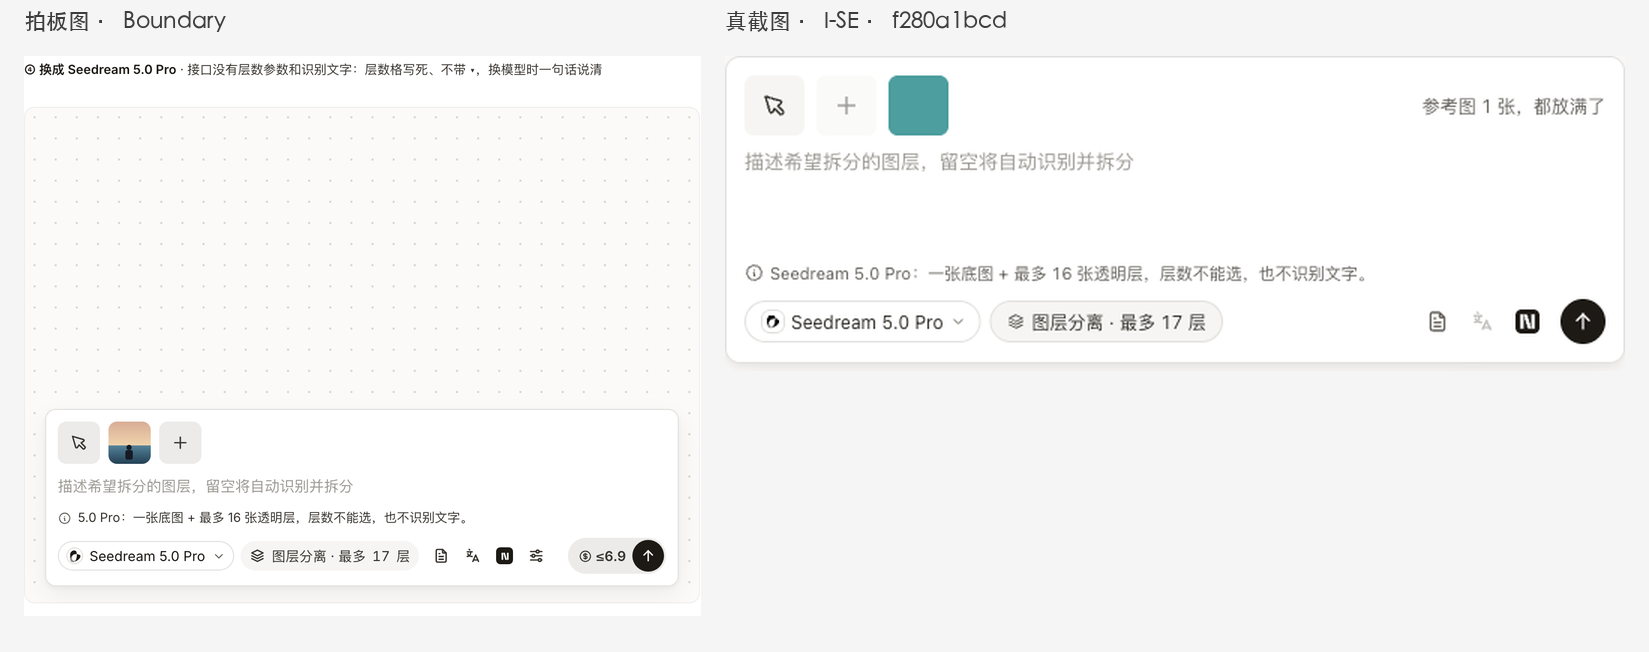 拍板图 · Boundary
④ 换成 Seedream 5.0 Pro · 接口没有层数参数和识别文字：层数格写死、不带 ▾，换模型时一句话说清
描述希望拆分的图层，留空将自动识别并拆分
5.0 Pro：一张底图 + 最多 16 张透明层，层数不能选，也不识别文字。
Seedream 5.0 Pro 图层分离 · 最多 17 层 ≤6.9
真截图 · I-SE · f280a1bcd
参考图 1 张，都放满了
描述希望拆分的图层，留空将自动识别并拆分
Seedream 5.0 Pro：一张底图 + 最多 16 张透明层，层数不能选，也不识别文字。
Seedream 5.0 Pro 图层分离 · 最多 17 层